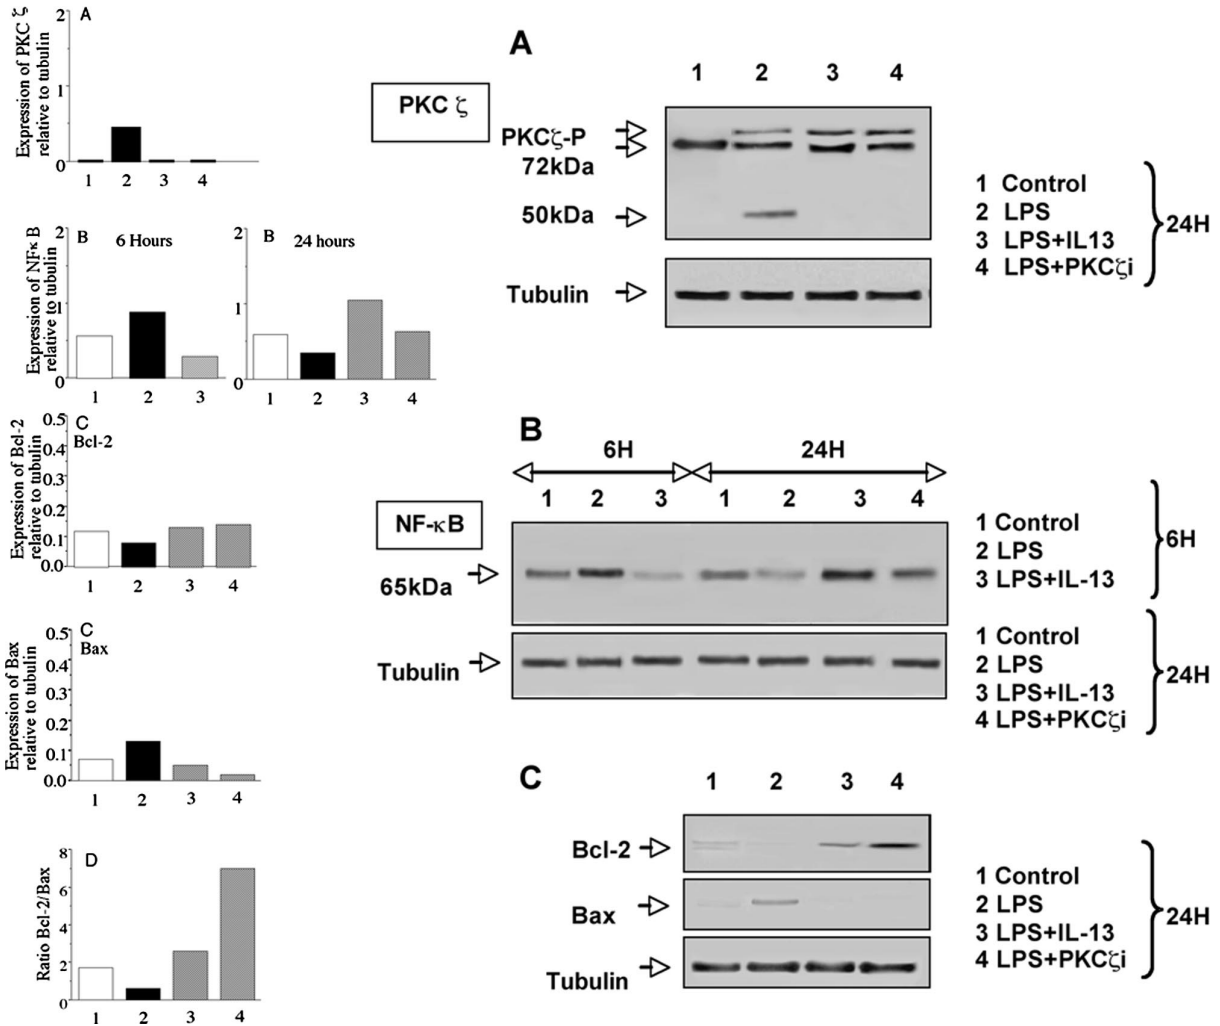 A
Expression of PKC ζ
relative to tubulin
2
1
0
1 2 3 4
B
6 Hours
Expression of NFκ B
relative to tubulin
2
1
0
1 2 3
B
24 hours
2
1
0
1 2 3 4
C
Bcl-2
Expression of Bcl-2
relative to tubulin
0.5
0.4
0.3
0.2
0.1
0.0
1 2 3 4
C
Bax
Expression of Bax
relative to tubulin
0.5
0.4
0.3
0.2
0.1
0.0
1 2 3 4
D
Ratio Bcl-2/Bax
8
6
4
2
0
1 2 3 4
A
1 2 3 4
PKC ζ
PKCζ-P
72kDa
50kDa
Tubulin
1 Control
2 LPS
3 LPS+IL13
4 LPS+PKCζi
24H
B
6H 24H
1 2 3 1 2 3 4
NF-κB
65kDa
Tubulin
1 Control
2 LPS
3 LPS+IL-13
6H
1 Control
2 LPS
3 LPS+IL-13
4 LPS+PKCζi
24H
C
1 2 3 4
Bcl-2
Bax
Tubulin
1 Control
2 LPS
3 LPS+IL-13
4 LPS+PKCζi
24H